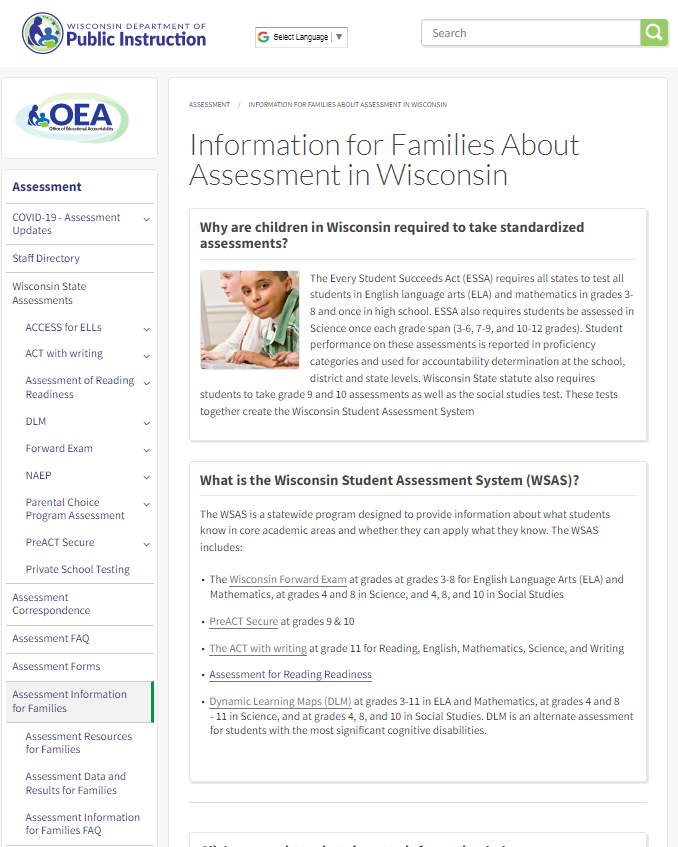 WISCONSIN DEPARTMENT OF
Public Instruction
Select Language
Search
OEA
Office of Educational Accountability
Assessment
COVID-19 - Assessment
Updates
Staff Directory
Wisconsin State
Assessments
ACCESS for ELLs
ACT with writing
Assessment of Reading
Readiness
DLM
Forward Exam
NAEP
Parental Choice
Program Assessment
PreACT Secure
Private School Testing
Assessment
Correspondence
Assessment FAQ
Assessment Forms
Assessment Information
for Families
Assessment Resources
for Families
Assessment Data and
Results for Families
Assessment Information
for Families FAQ
ASSESSMENT / INFORMATION FOR FAMILIES ABOUT ASSESSMENT IN WISCONSIN
Information for Families About
Assessment in Wisconsin
Why are children in Wisconsin required to take standardized
assessments?
The Every Student Succeeds Act (ESSA) requires all states to test all
students in English language arts (ELA) and mathematics in grades 3-
8 and once in high school. ESSA also requires students be assessed in
Science once each grade span (3-6, 7-9, and 10-12 grades). Student
performance on these assessments is reported in proficiency
categories and used for accountability determination at the school,
district and state levels. Wisconsin State statute also requires
students to take grade 9 and 10 assessments as well as the social studies test. These tests
together create the Wisconsin Student Assessment System
What is the Wisconsin Student Assessment System (WSAS)?
The WSAS is a statewide program designed to provide information about what students
know in core academic areas and whether they can apply what they know. The WSAS
includes:
• The Wisconsin Forward Exam at grades at grades 3-8 for English Language Arts (ELA) and
Mathematics, at grades 4 and 8 in Science, and 4, 8, and 10 in Social Studies
• PreACT Secure at grades 9 & 10
• The ACT with writing at grade 11 for Reading, English, Mathematics, Science, and Writing
• Assessment for Reading Readiness
• Dynamic Learning Maps (DLM) at grades 3-11 in ELA and Mathematics, at grades 4 and 8
- 11 in Science, and at grades 4, 8, and 10 in Social Studies. DLM is an alternate assessment
for students with the most significant cognitive disabilities.